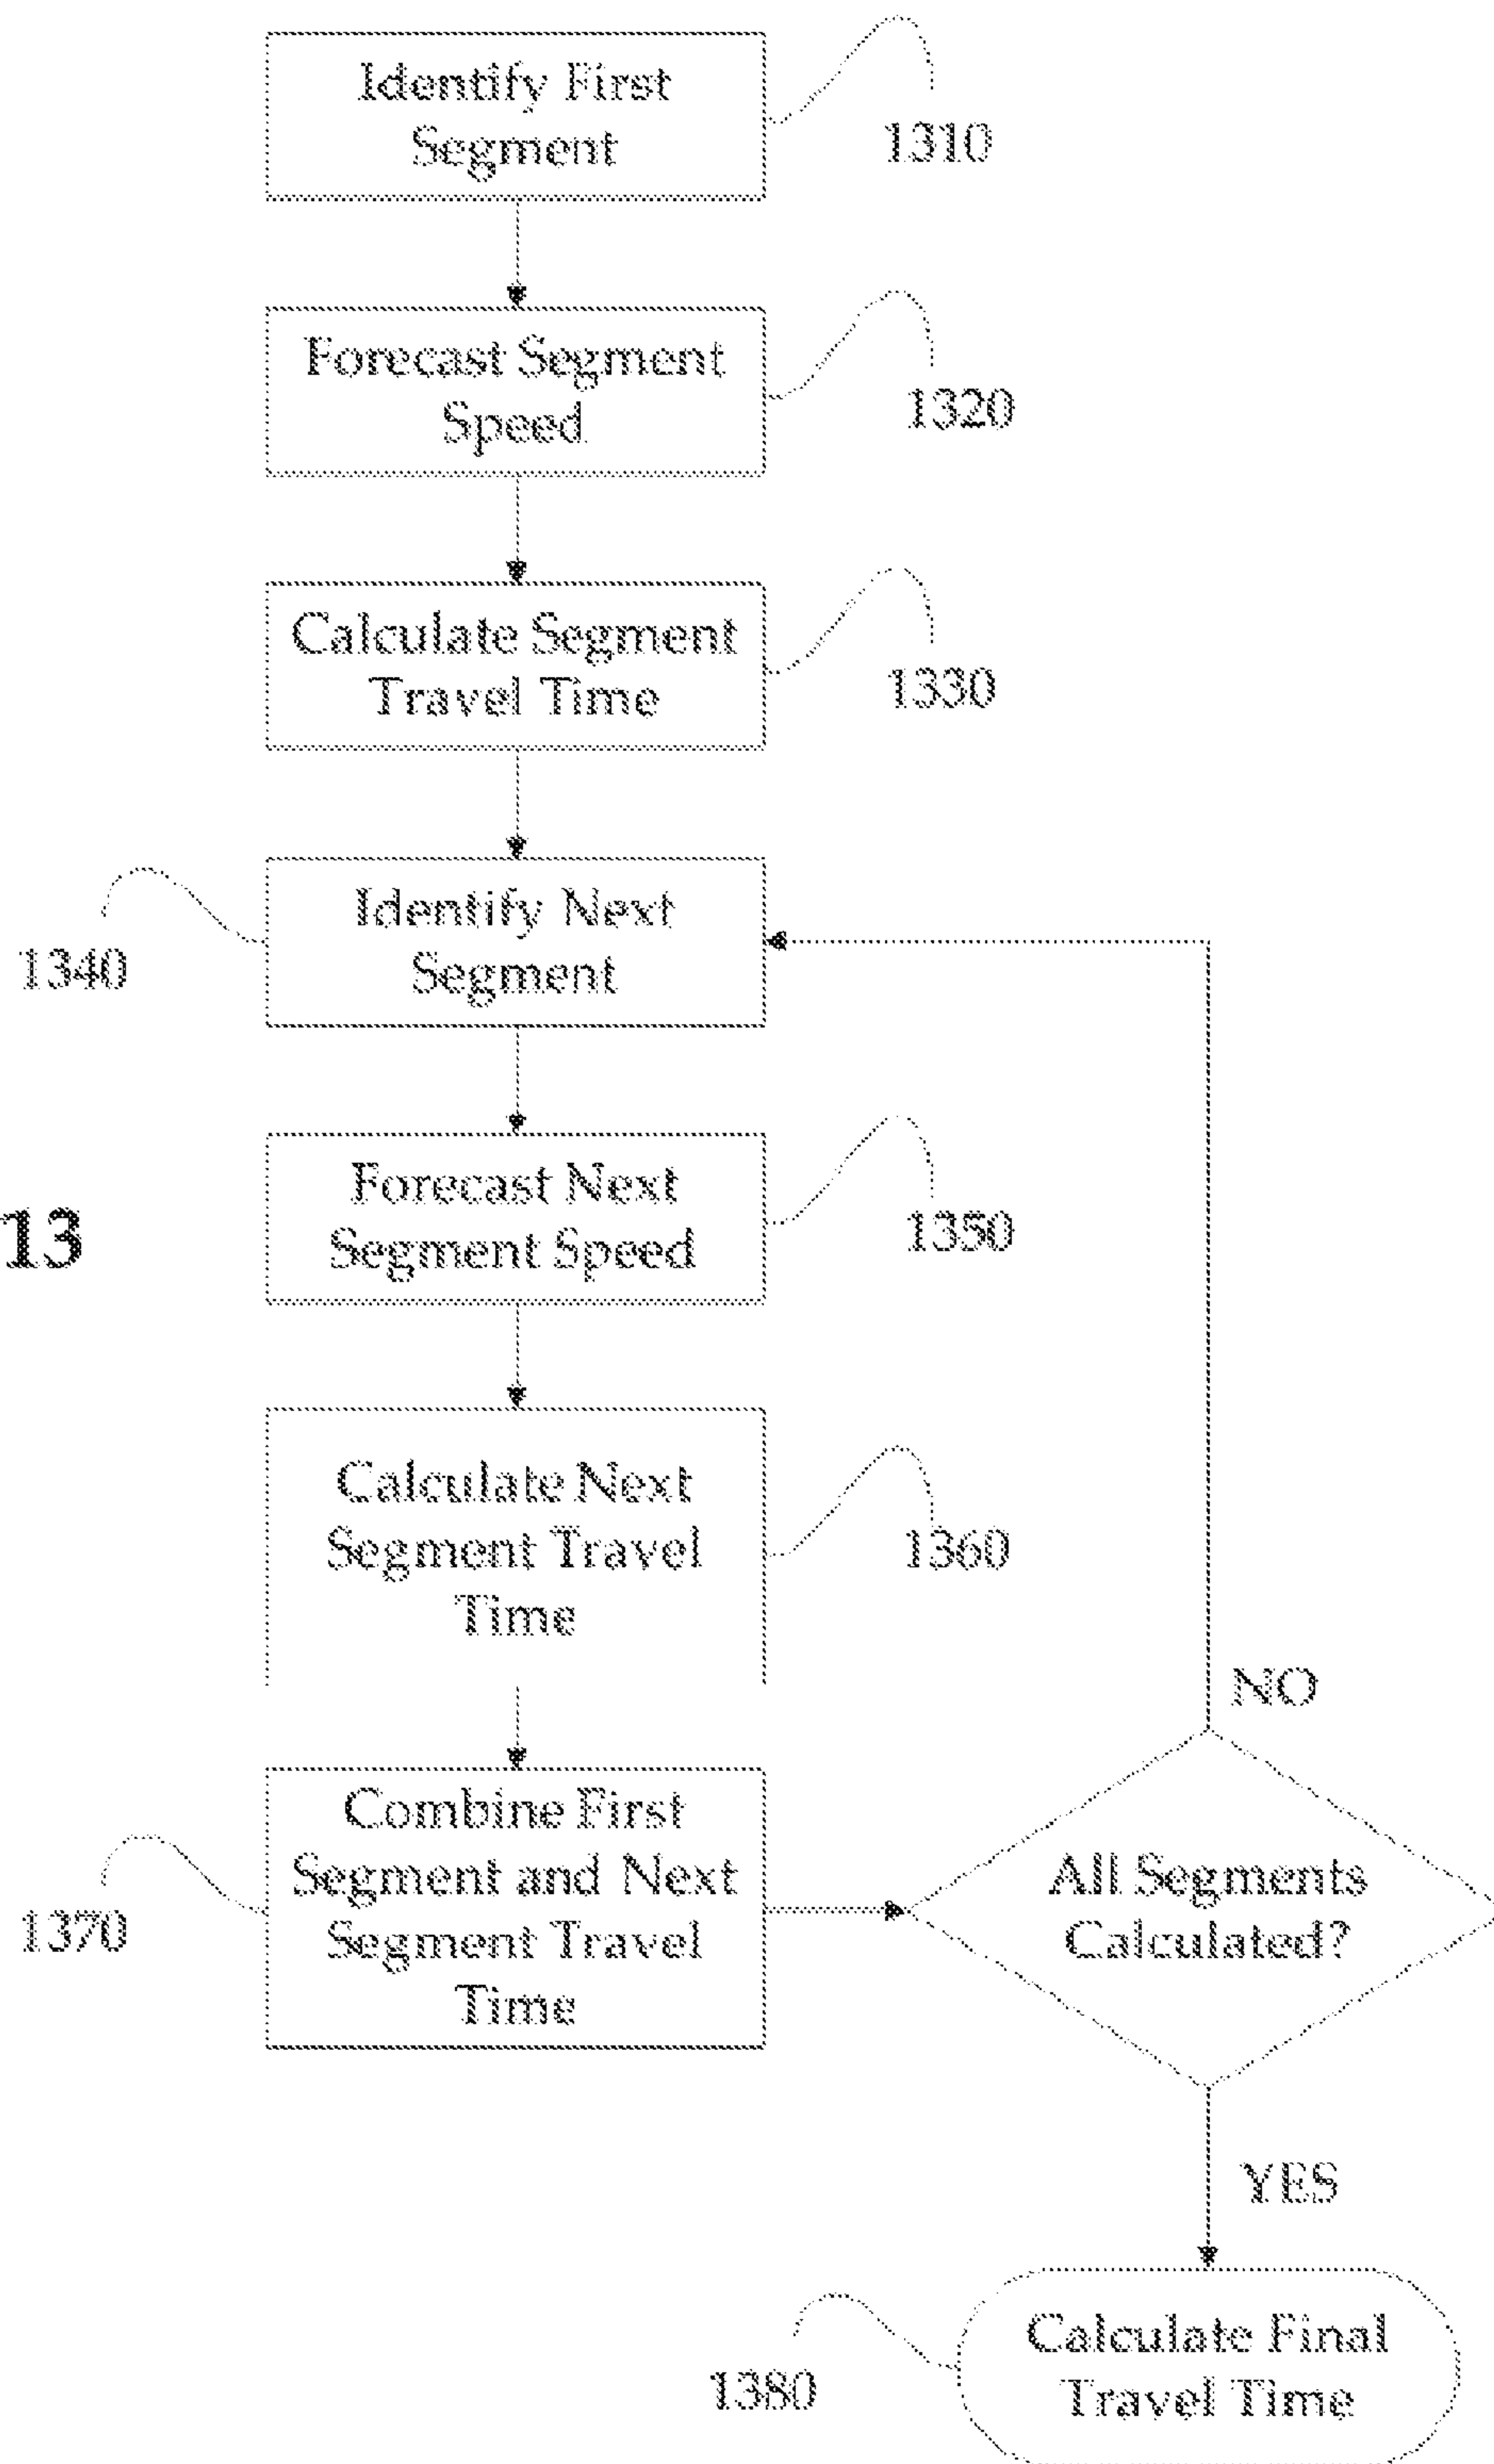 Identify First
Segment
1310
Forecast Segment
Speed
1320
Calculate Segment
Travel Time
1330
Identify Next
Segment
1340
Forecast Next
Segment Speed
1350
13
Calculate Next
Segment Travel
Time
1360
NO
Combine First
Segment and Next
Segment Travel
Time
1370
All Segments
Calculated?
YES
Calculate Final
Travel Time
1380